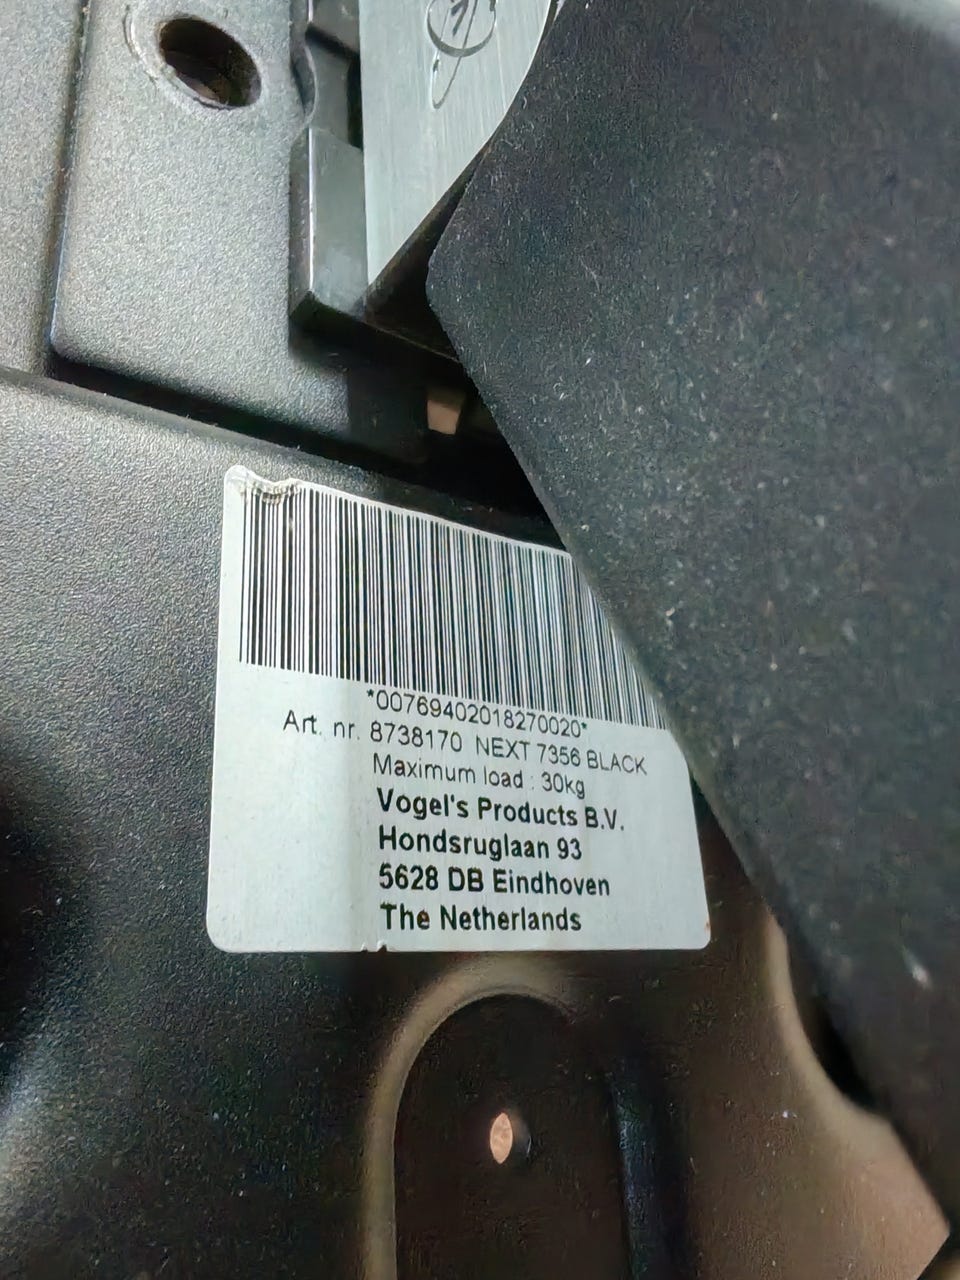 *00769402018270020*
Art. nr. 8738170 NEXT 7356 BLACK
Maximum load : 30kg
Vogel's Products B.V.
Hondsruglaan 93
5628 DB Eindhoven
The Netherlands